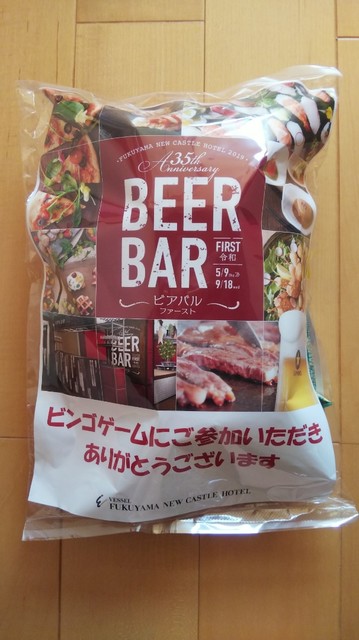 ・FUKUYAMA NEW CASTLE HOTEL 2019・
35th
Anniversary
BEER
BAR
FIRST
令和
5/9thu.▷
9/18wed.
ビアバル
ファースト
BEER
BAR
ビンゴゲームにご参加いただき
ありがとうございます
VESSEL
FUKUYAMA NEW CASTLE HOTEL